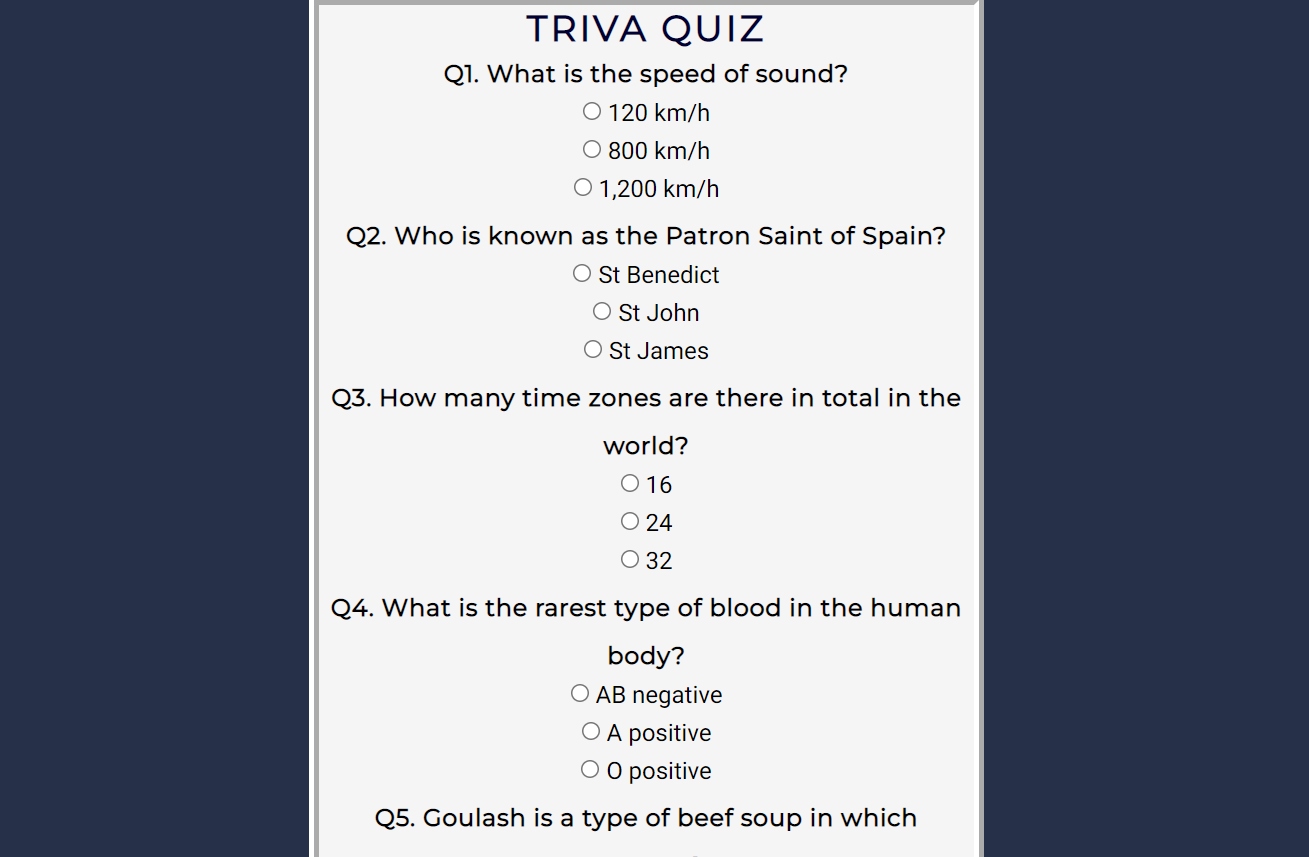 TRIVA QUIZ
Q1. What is the speed of sound?
120 km/h
800 km/h
1,200 km/h
Q2. Who is known as the Patron Saint of Spain?
St Benedict
St John
St James
Q3. How many time zones are there in total in the
world?
16
24
32
Q4. What is the rarest type of blood in the human
body?
AB negative
A positive
O positive
Q5. Goulash is a type of beef soup in which